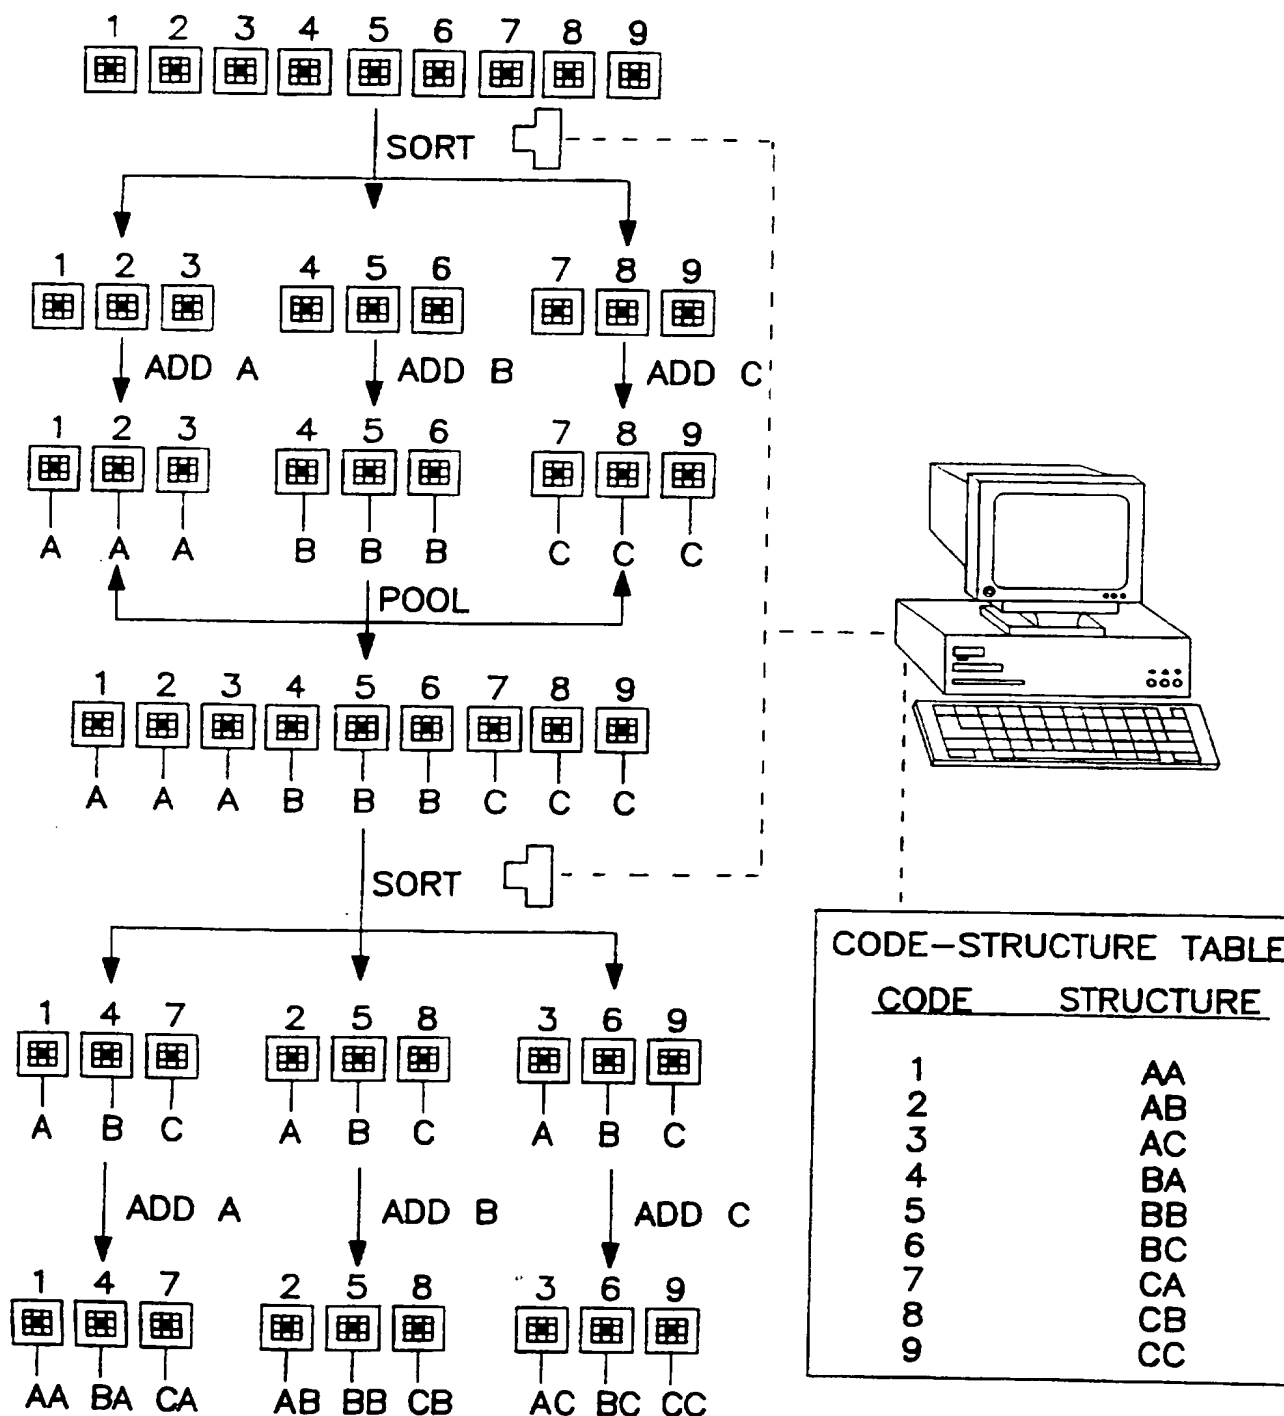 1 2 3 4 5 6 7 8 9
SORT
1 2 3 4 5 6 7 8 9
ADD A ADD B ADD C
1 2 3 4 5 6 7 8 9
A A A B B B C C C
POOL
1 2 3 4 5 6 7 8 9
A A A B B B C C C
SORT
1 4 7 2 5 8 3 6 9
A B C A B C A B C
ADD A ADD B ADD C
1 4 7 2 5 8 3 6 9
AA BA CA AB BB CB AC BC CC
CODE-STRUCTURE TABLE
CODE STRUCTURE
1 AA
2 AB
3 AC
4 BA
5 BB
6 BC
7 CA
8 CB
9 CC